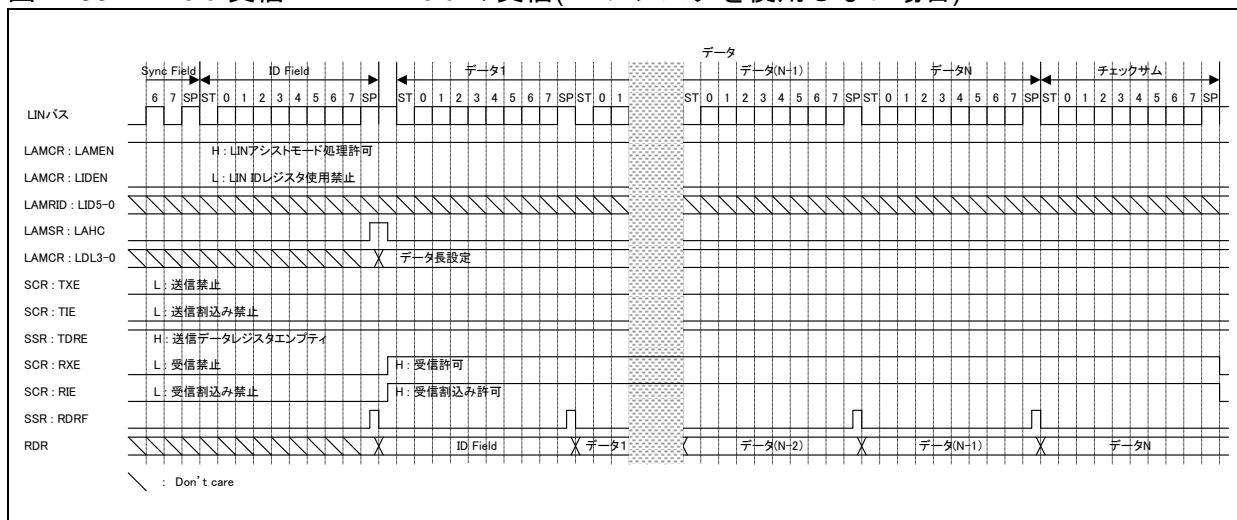 データ
Sync Field ID Field データ1 データ(N-1) データN チェックサム
6 7 SP ST 0 1 2 3 4 5 6 7 SP ST 0 1 2 3 4 5 6 7 SP ST 0 1 ST 0 1 2 3 4 5 6 7 SP ST 0 1 2 3 4 5 6 7 SP ST 0 1 2 3 4 5 6 7 SP
LINバス
LAMCR : LAMEN H : LINアシストモード処理許可
LAMCR : LIDEN L : LIN IDレジスタ使用禁止
LAMRID : LID5-0
LAMSR : LAHC
LAMCR : LDL3-0 データ長設定
SCR : TXE L : 送信禁止
SCR : TIE L : 送信割込み禁止
SSR : TDRE H : 送信データレジスタエンプティ
SCR : RXE L : 受信禁止 H : 受信許可
SCR : RIE L : 受信割込み禁止 H : 受信割込み許可
SSR : RDRF
RDR ID Field データ1 データ(N-2) データ(N-1) データN
: Don't care